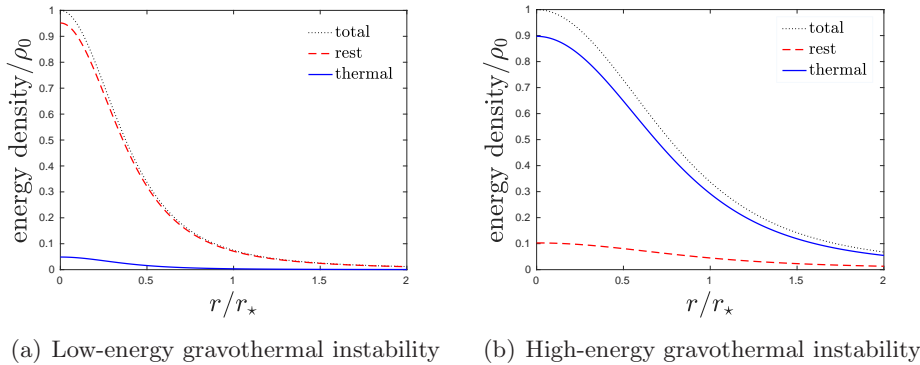 energy density/ρ0
1
0.9
0.8
0.7
0.6
0.5
0.4
0.3
0.2
0.1
0
total
rest
thermal
0 0.5 1 1.5 2
r/r⋆
(a) Low-energy gravothermal instability
energy density/ρ0
1
0.9
0.8
0.7
0.6
0.5
0.4
0.3
0.2
0.1
0
total
rest
thermal
0 0.5 1 1.5 2
r/r⋆
(b) High-energy gravothermal instability